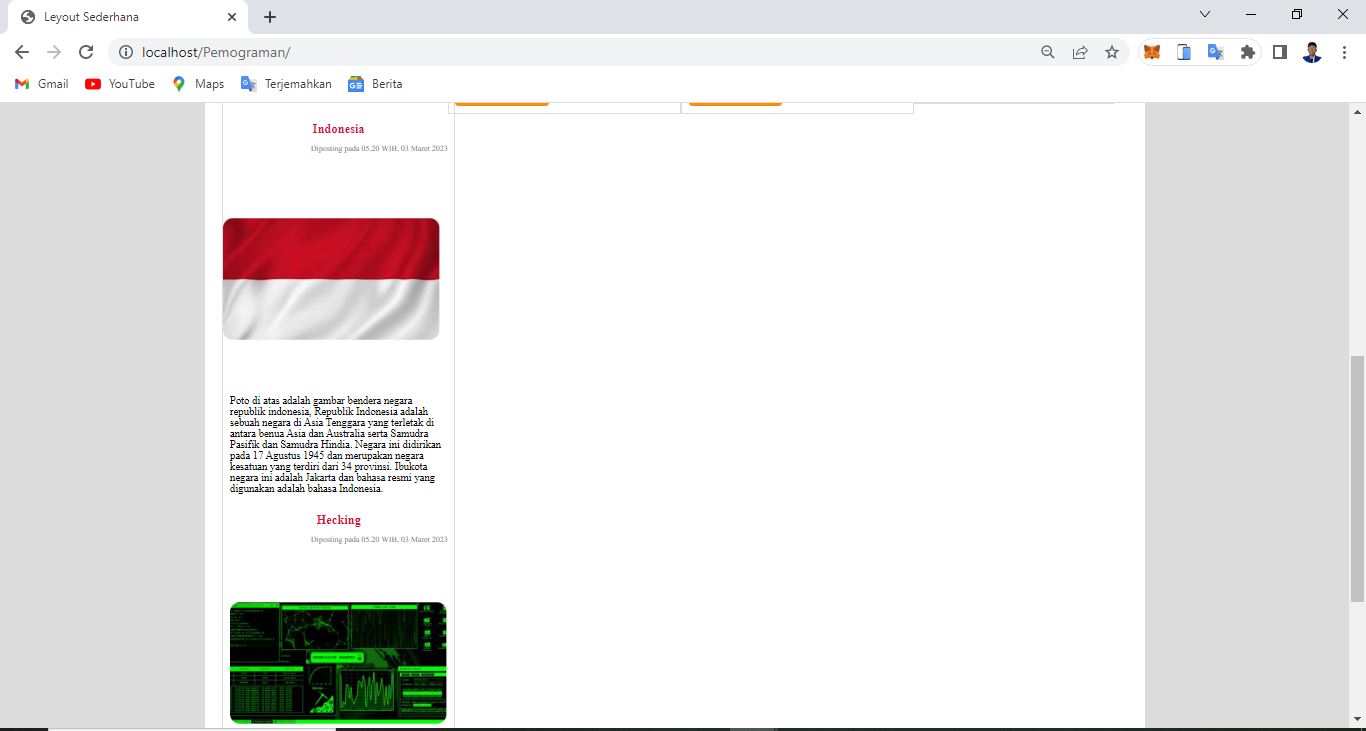 Leyout Sederhana
localhost/Pemograman/
Gmail
YouTube
Maps
Terjemahkan
Berita
Indonesia
Diposting pada 05.20 WIB, 03 Maret 2023
Poto di atas adalah gambar bendera negara
republik indonesia, Republik Indonesia adalah
sebuah negara di Asia Tenggara yang terletak di
antara benua Asia dan Australia serta Samudra
Pasifik dan Samudra Hindia. Negara ini didirikan
pada 17 Agustus 1945 dan merupakan negara
kesatuan yang terdiri dari 34 provinsi. Ibukota
negara ini adalah Jakarta dan bahasa resmi yang
digunakan adalah bahasa Indonesia.
Hecking
Diposting pada 05.20 WIB, 03 Maret 2023